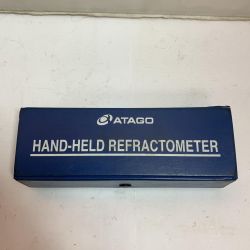 ATAGO
HAND-HELD REFRACTOMETER